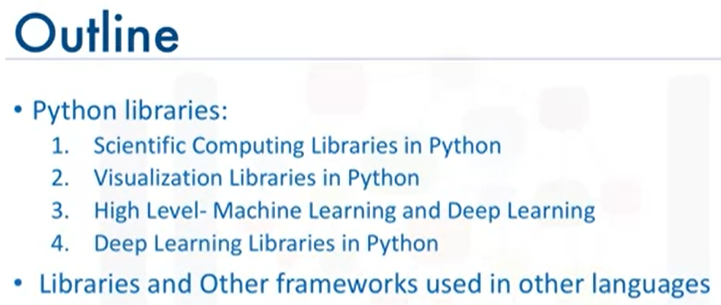 Outline
• Python libraries:
1. Scientific Computing Libraries in Python
2. Visualization Libraries in Python
3. High Level- Machine Learning and Deep Learning
4. Deep Learning Libraries in Python
• Libraries and Other frameworks used in other languages